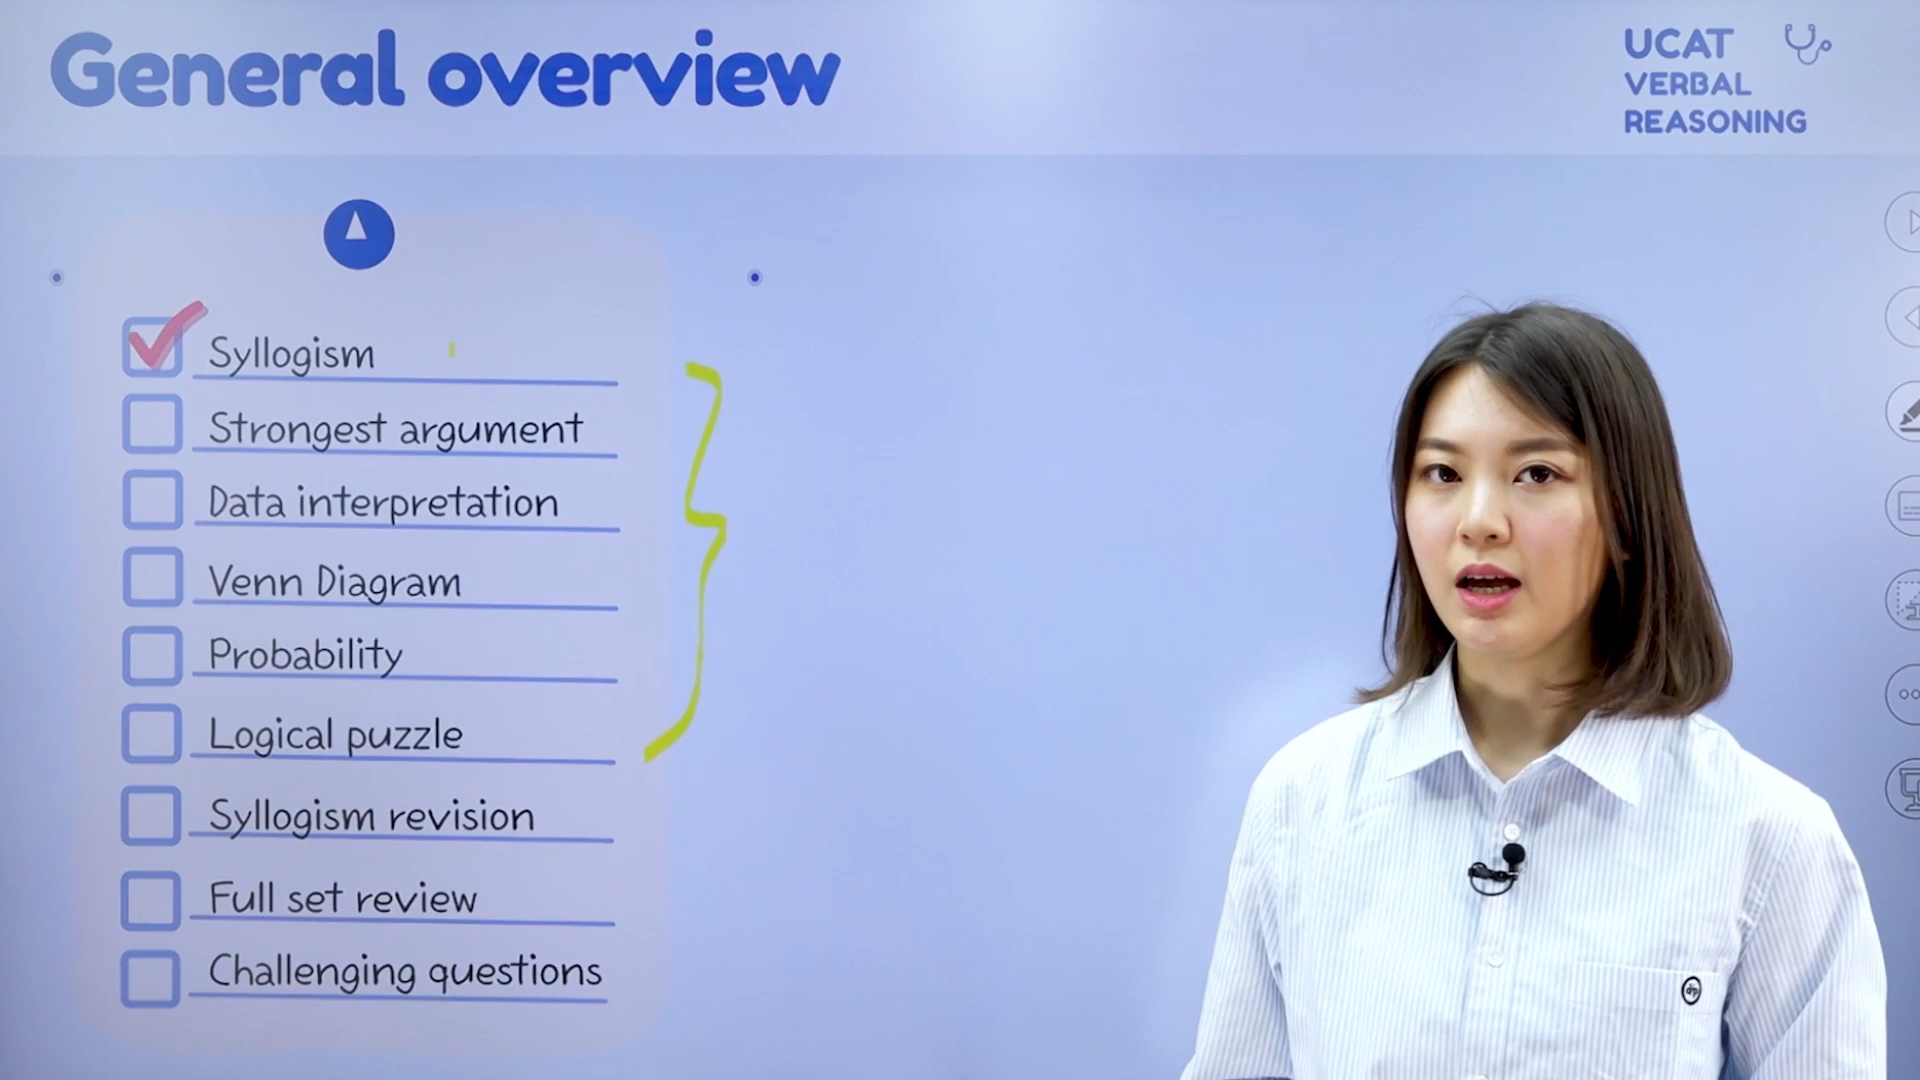 General overview
UCAT
VERBAL
REASONING
Syllogism
Strongest argument
Data interpretation
Venn Diagram
Probability
Logical puzzle
Syllogism revision
Full set review
Challenging questions